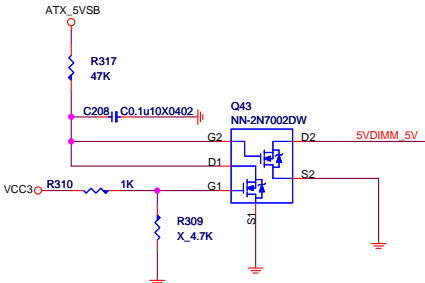 ATX_5VSB
R317
47K
C208 C0.1u10X0402
Q43
NN-2N7002DW
G2
D2
5VDIMM_5V
D1
S2
VCC3
R310
1K
G1
R309
X_4.7K
S1